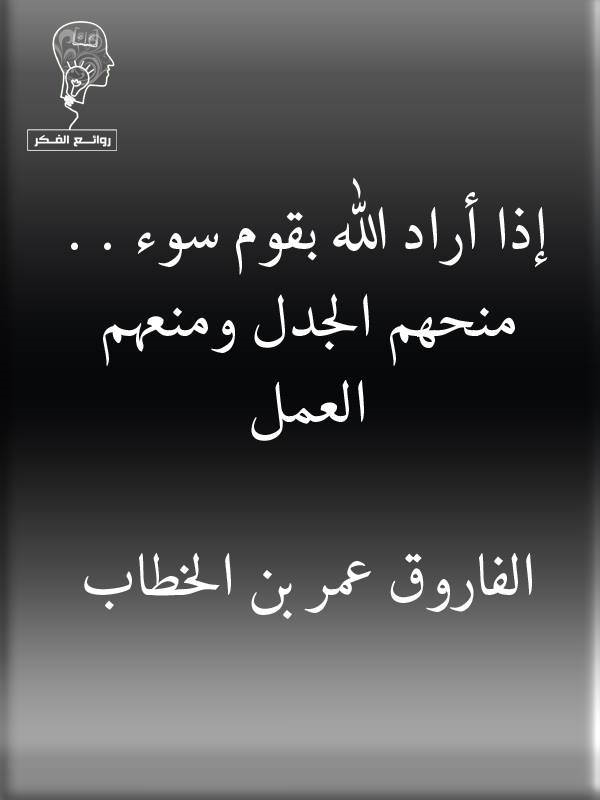 روائع الفكر
إذا أراد الله بقوم سوء . .
منحهم الجدل ومنعهم
العمل
الفاروق عمر بن الخطاب